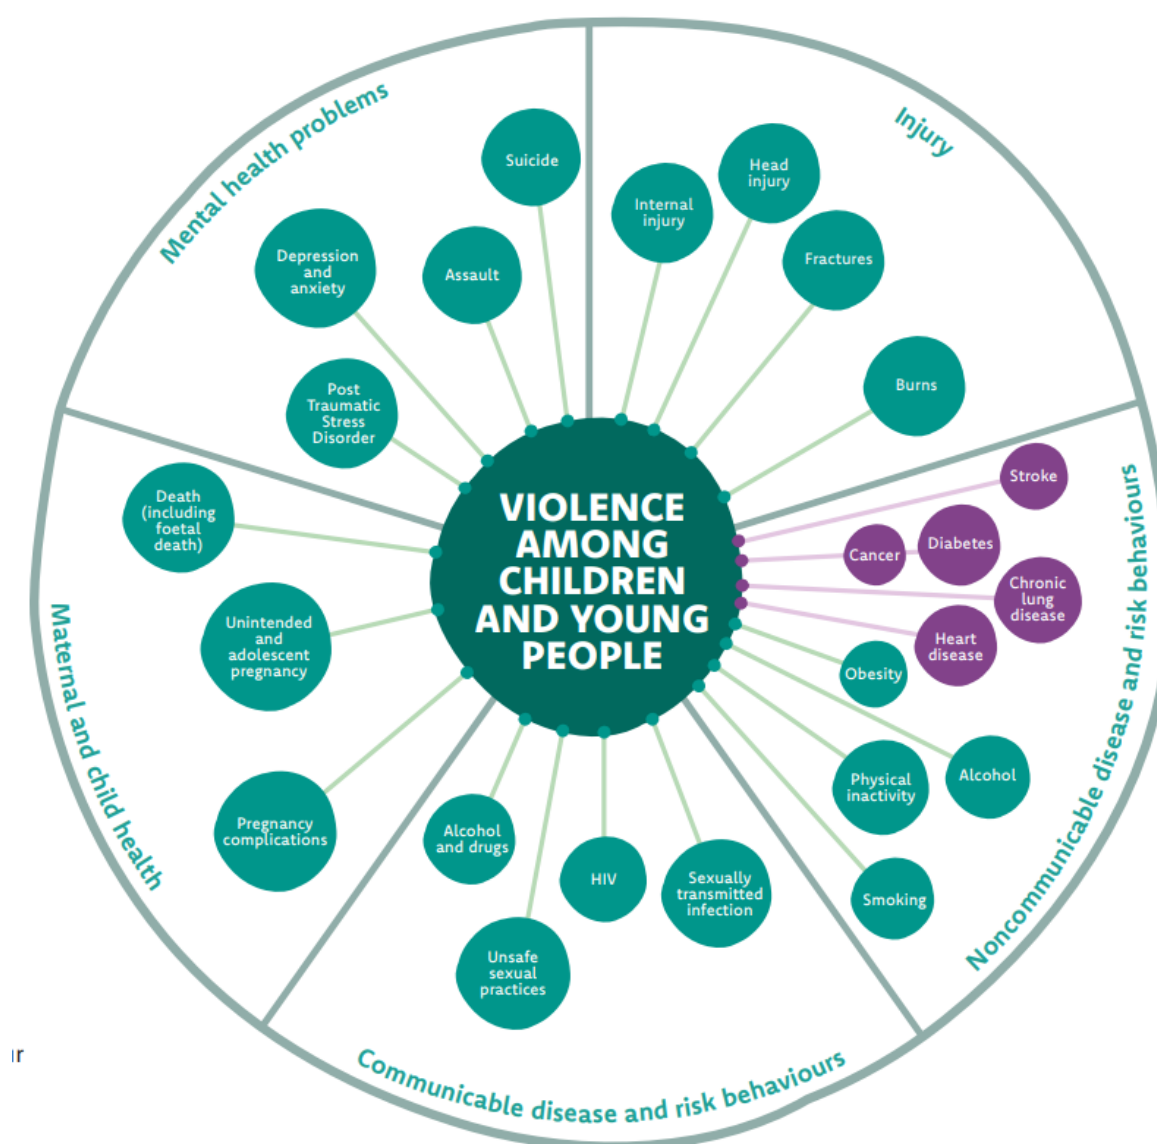 Mental health problems
Injury
Suicide
Head
injury
Internal
injury
Depression
and
anxiety
Assault
Fractures
Post
Traumatic
Stress
Disorder
Burns
Death
(including
foetal
death)
VIOLENCE
AMONG
CHILDREN
AND YOUNG
PEOPLE
Stroke
Cancer
Diabetes
Chronic
lung
disease
Heart
disease
Obesity
Unintended
and
adolescent
pregnancy
Physical
inactivity
Alcohol
Pregnancy
complications
Alcohol
and drugs
HIV
Sexually
transmitted
infection
Smoking
Unsafe
sexual
practices
Maternal and child health
Noncommunicable disease and risk behaviours
Communicable disease and risk behaviours